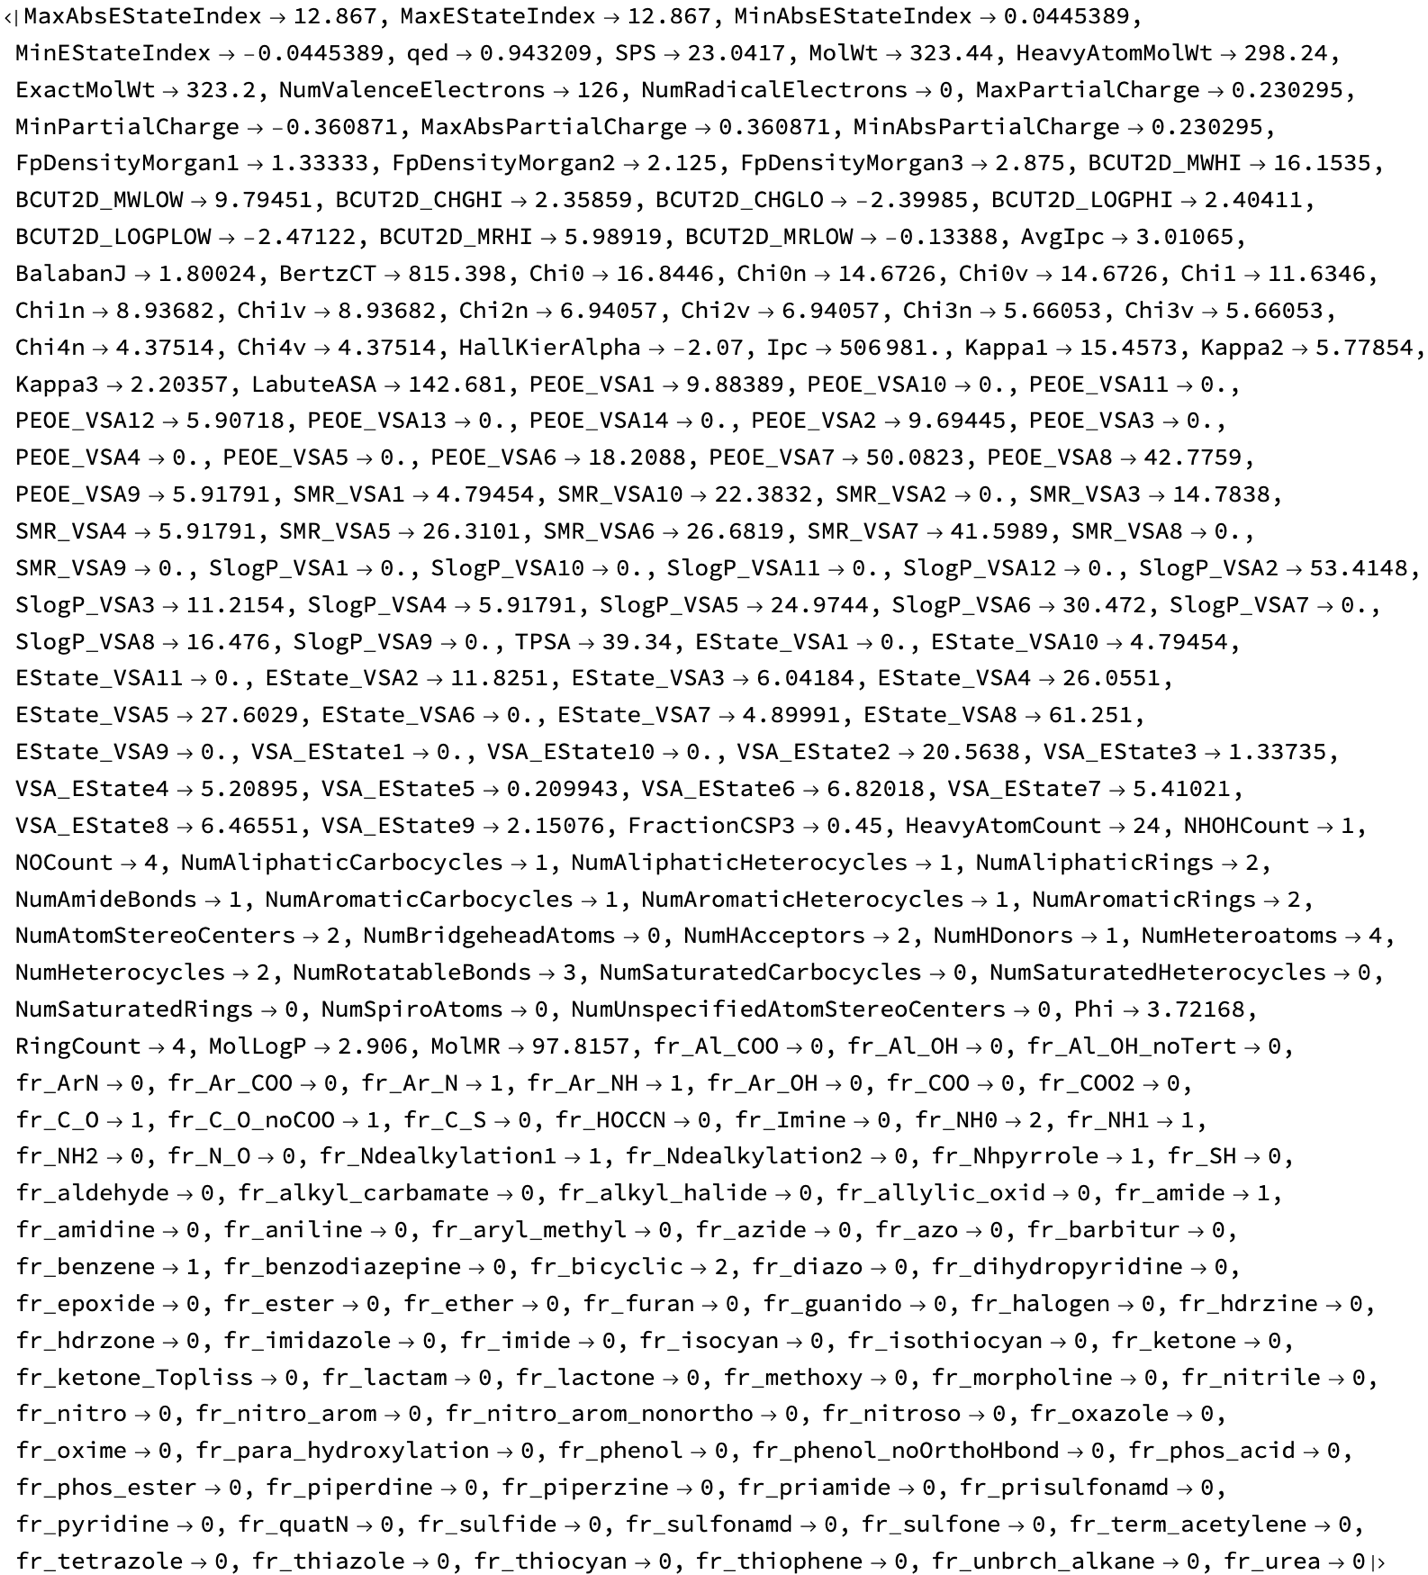 <|MaxAbsEStateIndex → 12.867, MaxEStateIndex → 12.867, MinAbsEStateIndex → 0.0445389,
MinEStateIndex → -0.0445389, qed → 0.943209, SPS → 23.0417, MolWt → 323.44, HeavyAtomMolWt → 298.24,
ExactMolWt → 323.2, NumValenceElectrons → 126, NumRadicalElectrons → 0, MaxPartialCharge → 0.230295,
MinPartialCharge → -0.360871, MaxAbsPartialCharge → 0.360871, MinAbsPartialCharge → 0.230295,
FpDensityMorgan1 → 1.33333, FpDensityMorgan2 → 2.125, FpDensityMorgan3 → 2.875, BCUT2D_MWHI → 16.1535,
BCUT2D_MWLOW → 9.79451, BCUT2D_CHGHI → 2.35859, BCUT2D_CHGLO → -2.39985, BCUT2D_LOGPHI → 2.40411,
BCUT2D_LOGPLOW → -2.47122, BCUT2D_MRHI → 5.98919, BCUT2D_MRLOW → -0.13388, AvgIpc → 3.01065,
BalabanJ → 1.80024, BertzCT → 815.398, Chi0 → 16.8446, Chi0n → 14.6726, Chi0v → 14.6726, Chi1 → 11.6346,
Chi1n → 8.93682, Chi1v → 8.93682, Chi2n → 6.94057, Chi2v → 6.94057, Chi3n → 5.66053, Chi3v → 5.66053,
Chi4n → 4.37514, Chi4v → 4.37514, HallKierAlpha → -2.07, Ipc → 506981., Kappa1 → 15.4573, Kappa2 → 5.77854,
Kappa3 → 2.20357, LabuteASA → 142.681, PEOE_VSA1 → 9.88389, PEOE_VSA10 → 0., PEOE_VSA11 → 0.,
PEOE_VSA12 → 5.90718, PEOE_VSA13 → 0., PEOE_VSA14 → 0., PEOE_VSA2 → 9.69445, PEOE_VSA3 → 0.,
PEOE_VSA4 → 0., PEOE_VSA5 → 0., PEOE_VSA6 → 18.2088, PEOE_VSA7 → 50.0823, PEOE_VSA8 → 42.7759,
PEOE_VSA9 → 5.91791, SMR_VSA1 → 4.79454, SMR_VSA10 → 22.3832, SMR_VSA2 → 0., SMR_VSA3 → 14.7838,
SMR_VSA4 → 5.91791, SMR_VSA5 → 26.3101, SMR_VSA6 → 26.6819, SMR_VSA7 → 41.5989, SMR_VSA8 → 0.,
SMR_VSA9 → 0., SlogP_VSA1 → 0., SlogP_VSA10 → 0., SlogP_VSA11 → 0., SlogP_VSA12 → 0., SlogP_VSA2 → 53.4148,
SlogP_VSA3 → 11.2154, SlogP_VSA4 → 5.91791, SlogP_VSA5 → 24.9744, SlogP_VSA6 → 30.472, SlogP_VSA7 → 0.,
SlogP_VSA8 → 16.476, SlogP_VSA9 → 0., TPSA → 39.34, EState_VSA1 → 0., EState_VSA10 → 4.79454,
EState_VSA11 → 0., EState_VSA2 → 11.8251, EState_VSA3 → 6.04184, EState_VSA4 → 26.0551,
EState_VSA5 → 27.6029, EState_VSA6 → 0., EState_VSA7 → 4.89991, EState_VSA8 → 61.251,
EState_VSA9 → 0., VSA_EState1 → 0., VSA_EState10 → 0., VSA_EState2 → 20.5638, VSA_EState3 → 1.33735,
VSA_EState4 → 5.20895, VSA_EState5 → 0.209943, VSA_EState6 → 6.82018, VSA_EState7 → 5.41021,
VSA_EState8 → 6.46551, VSA_EState9 → 2.15076, FractionCSP3 → 0.45, HeavyAtomCount → 24, NHOHCount → 1,
NOCount → 4, NumAliphaticCarbocycles → 1, NumAliphaticHeterocycles → 1, NumAliphaticRings → 2,
NumAmideBonds → 1, NumAromaticCarbocycles → 1, NumAromaticHeterocycles → 1, NumAromaticRings → 2,
NumAtomStereoCenters → 2, NumBridgeheadAtoms → 0, NumHAcceptors → 2, NumHDonors → 1, NumHeteroatoms → 4,
NumHeterocycles → 2, NumRotatableBonds → 3, NumSaturatedCarbocycles → 0, NumSaturatedHeterocycles → 0,
NumSaturatedRings → 0, NumSpiroAtoms → 0, NumUnspecifiedAtomStereoCenters → 0, Phi → 3.72168,
RingCount → 4, MolLogP → 2.906, MolMR → 97.8157, fr_Al_COO → 0, fr_Al_OH → 0, fr_Al_OH_noTert → 0,
fr_ArN → 0, fr_Ar_COO → 0, fr_Ar_N → 1, fr_Ar_NH → 1, fr_Ar_OH → 0, fr_COO → 0, fr_COO2 → 0,
fr_C_O → 1, fr_C_O_noCOO → 1, fr_C_S → 0, fr_HOCCN → 0, fr_Imine → 0, fr_NH0 → 2, fr_NH1 → 1,
fr_NH2 → 0, fr_N_O → 0, fr_Ndealkylation1 → 1, fr_Ndealkylation2 → 0, fr_Nhpyrrole → 1, fr_SH → 0,
fr_aldehyde → 0, fr_alkyl_carbamate → 0, fr_alkyl_halide → 0, fr_allylic_oxid → 0, fr_amide → 1,
fr_amidine → 0, fr_aniline → 0, fr_aryl_methyl → 0, fr_azide → 0, fr_azo → 0, fr_barbitur → 0,
fr_benzene → 1, fr_benzodiazepine → 0, fr_bicyclic → 2, fr_diazo → 0, fr_dihydropyridine → 0,
fr_epoxide → 0, fr_ester → 0, fr_ether → 0, fr_furan → 0, fr_guanido → 0, fr_halogen → 0, fr_hdrzine → 0,
fr_hdrzone → 0, fr_imidazole → 0, fr_imide → 0, fr_isocyan → 0, fr_isothiocyan → 0, fr_ketone → 0,
fr_ketone_Topliss → 0, fr_lactam → 0, fr_lactone → 0, fr_methoxy → 0, fr_morpholine → 0, fr_nitrile → 0,
fr_nitro → 0, fr_nitro_arom → 0, fr_nitro_arom_nonortho → 0, fr_nitroso → 0, fr_oxazole → 0,
fr_oxime → 0, fr_para_hydroxylation → 0, fr_phenol → 0, fr_phenol_noOrthoHbond → 0, fr_phos_acid → 0,
fr_phos_ester → 0, fr_piperdine → 0, fr_piperzine → 0, fr_priamide → 0, fr_prisulfonamd → 0,
fr_pyridine → 0, fr_quatN → 0, fr_sulfide → 0, fr_sulfonamd → 0, fr_sulfone → 0, fr_term_acetylene → 0,
fr_tetrazole → 0, fr_thiazole → 0, fr_thiocyan → 0, fr_thiophene → 0, fr_unbrch_alkane → 0, fr_urea → 0|>